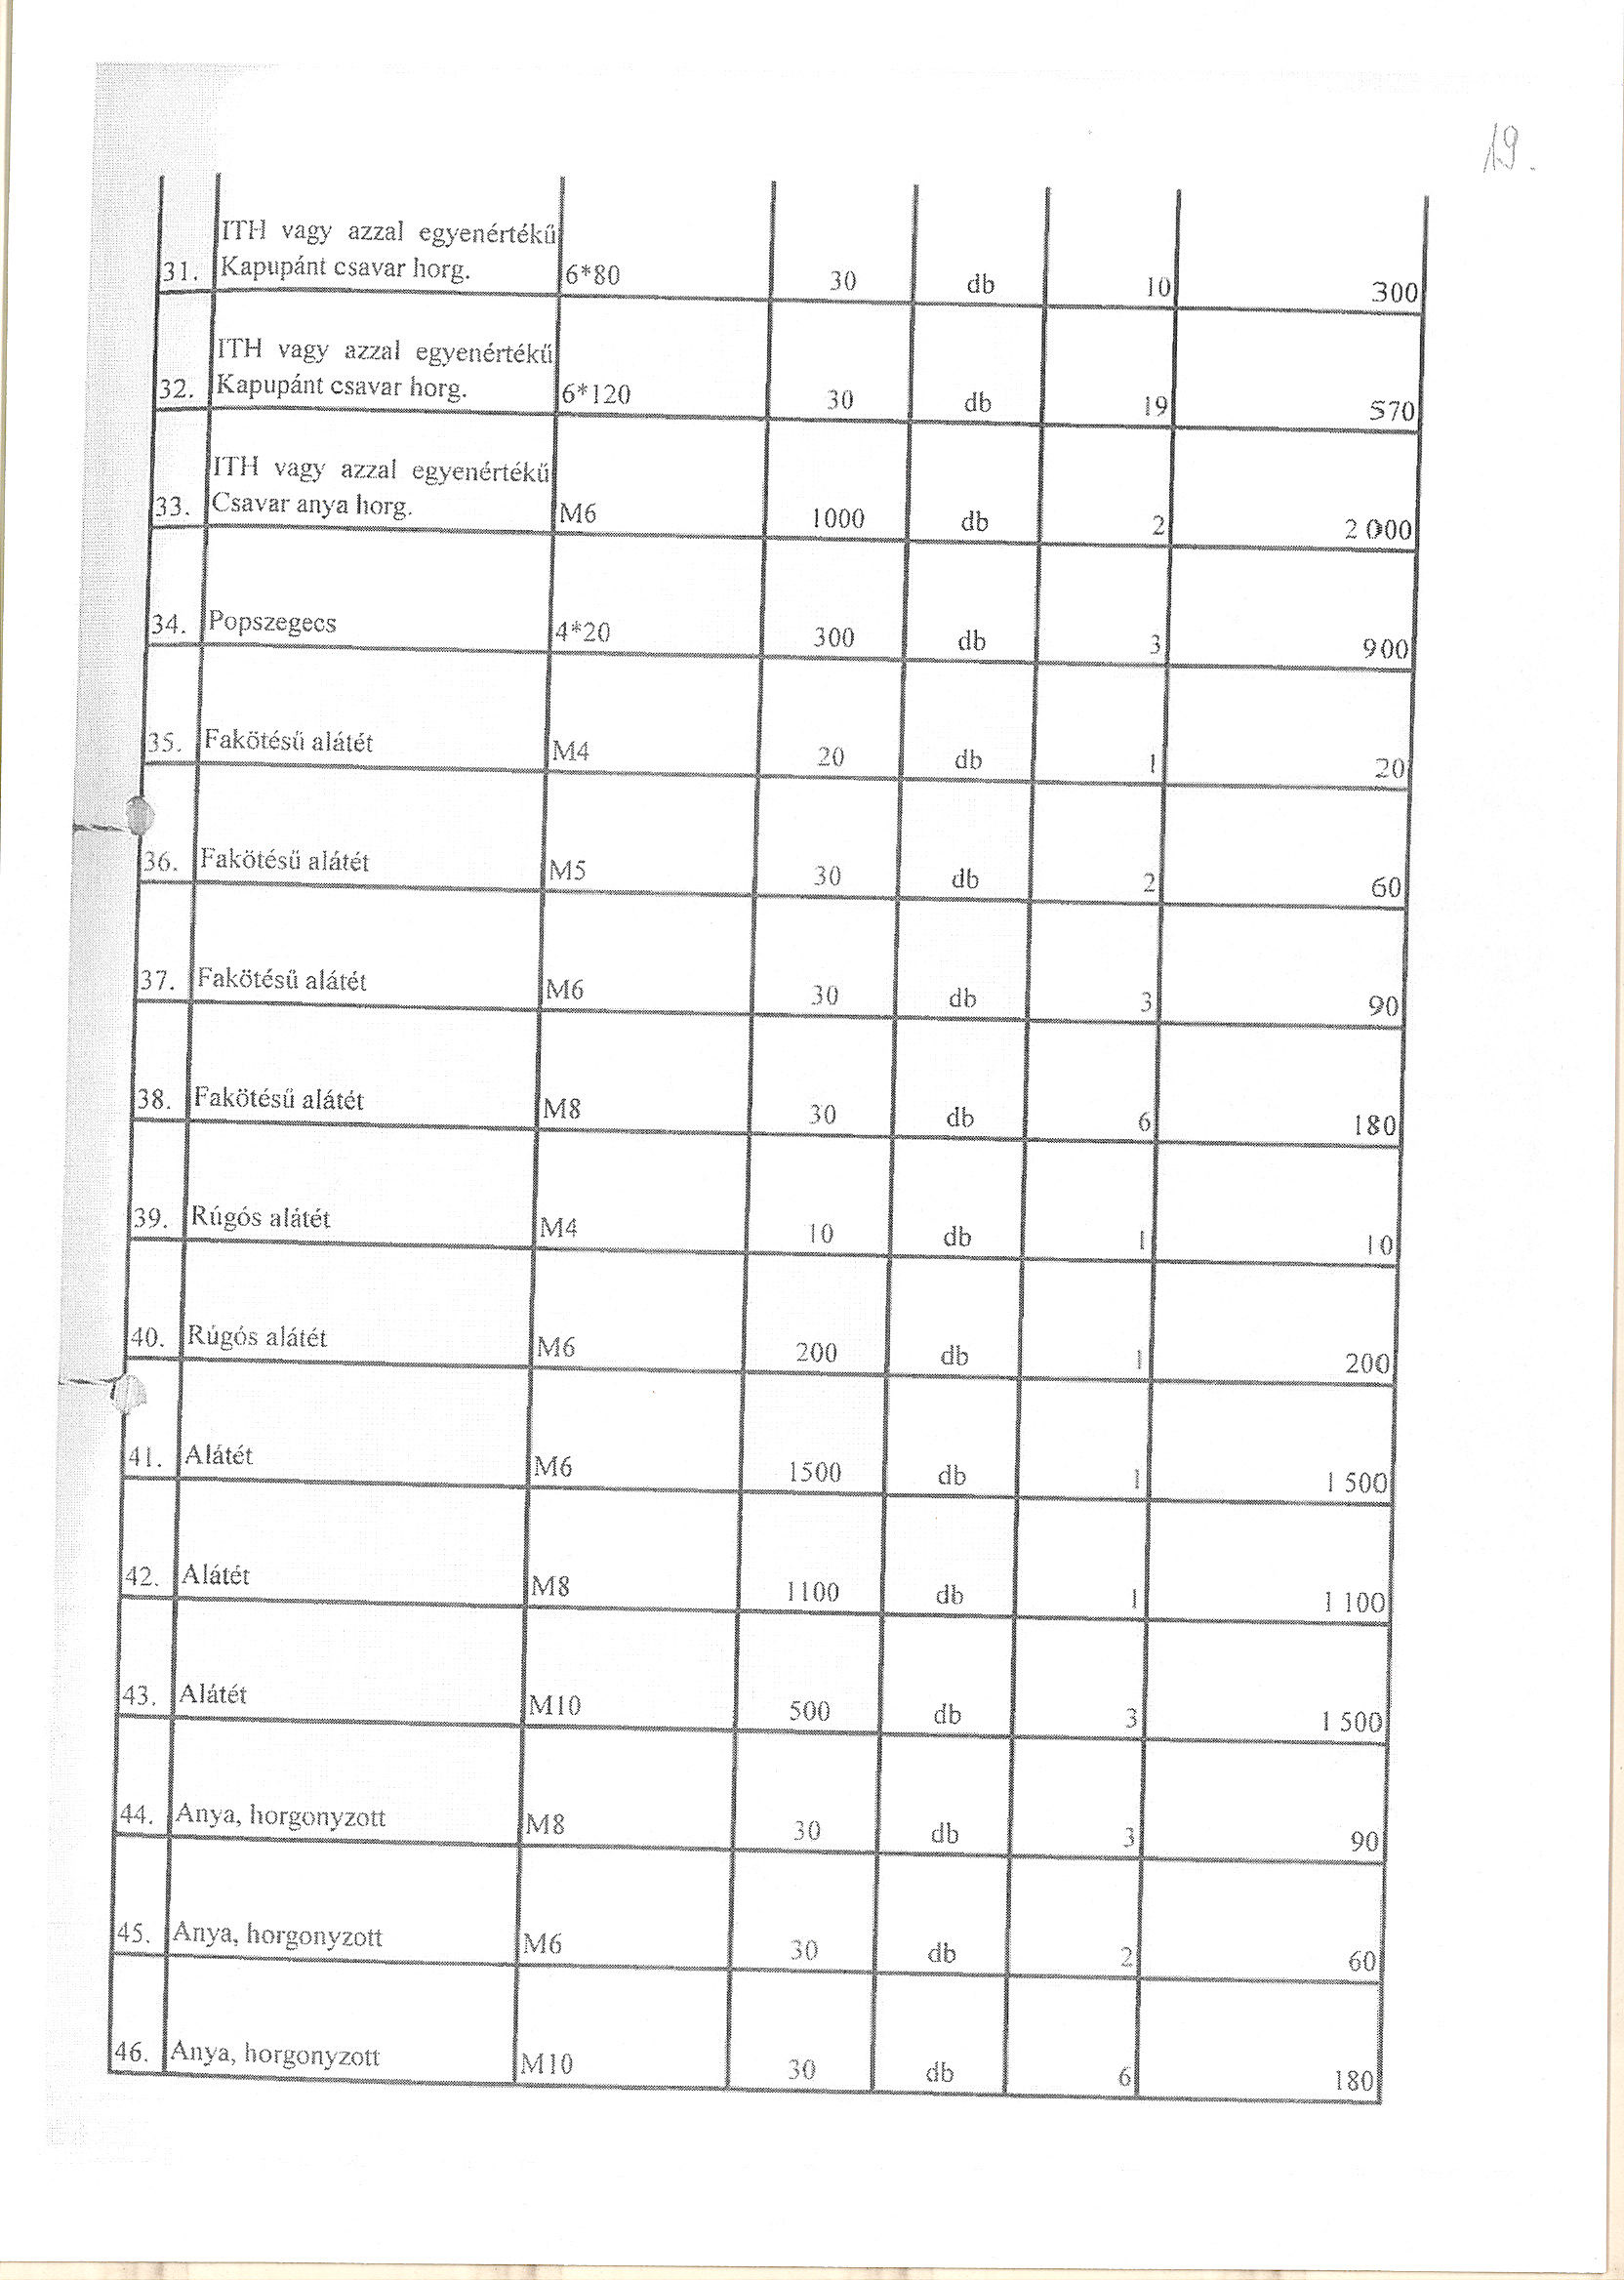 19.
ITH vagy azzal egyenértékű
31. Kapupánt csavar horg. 6*80 30 db 10 300
ITH vagy azzal egyenértékű
32. Kapupánt csavar horg. 6*120 30 db 19 570
ITH vagy azzal egyenértékű
33. Csavar anya horg. M6 1000 db 2 2 000
34. Popszegecs 4*20 300 db 3 900
35. Fakötésű alátét M4 20 db 1 20
36. Fakötésű alátét M5 30 db 2 60
37. Fakötésű alátét M6 30 db 3 90
38. Fakötésű alátét M8 30 db 6 180
39. Rúgós alátét M4 10 db 1 10
40. Rúgós alátét M6 200 db 1 200
41. Alátét M6 1500 db 1 1 500
42. Alátét M8 1100 db 1 1 100
43. Alátét M10 500 db 3 1 500
44. Anya, horgonyzott M8 30 db 3 90
45. Anya, horgonyzott M6 30 db 2 60
46. Anya, horgonyzott M10 30 db 6 180